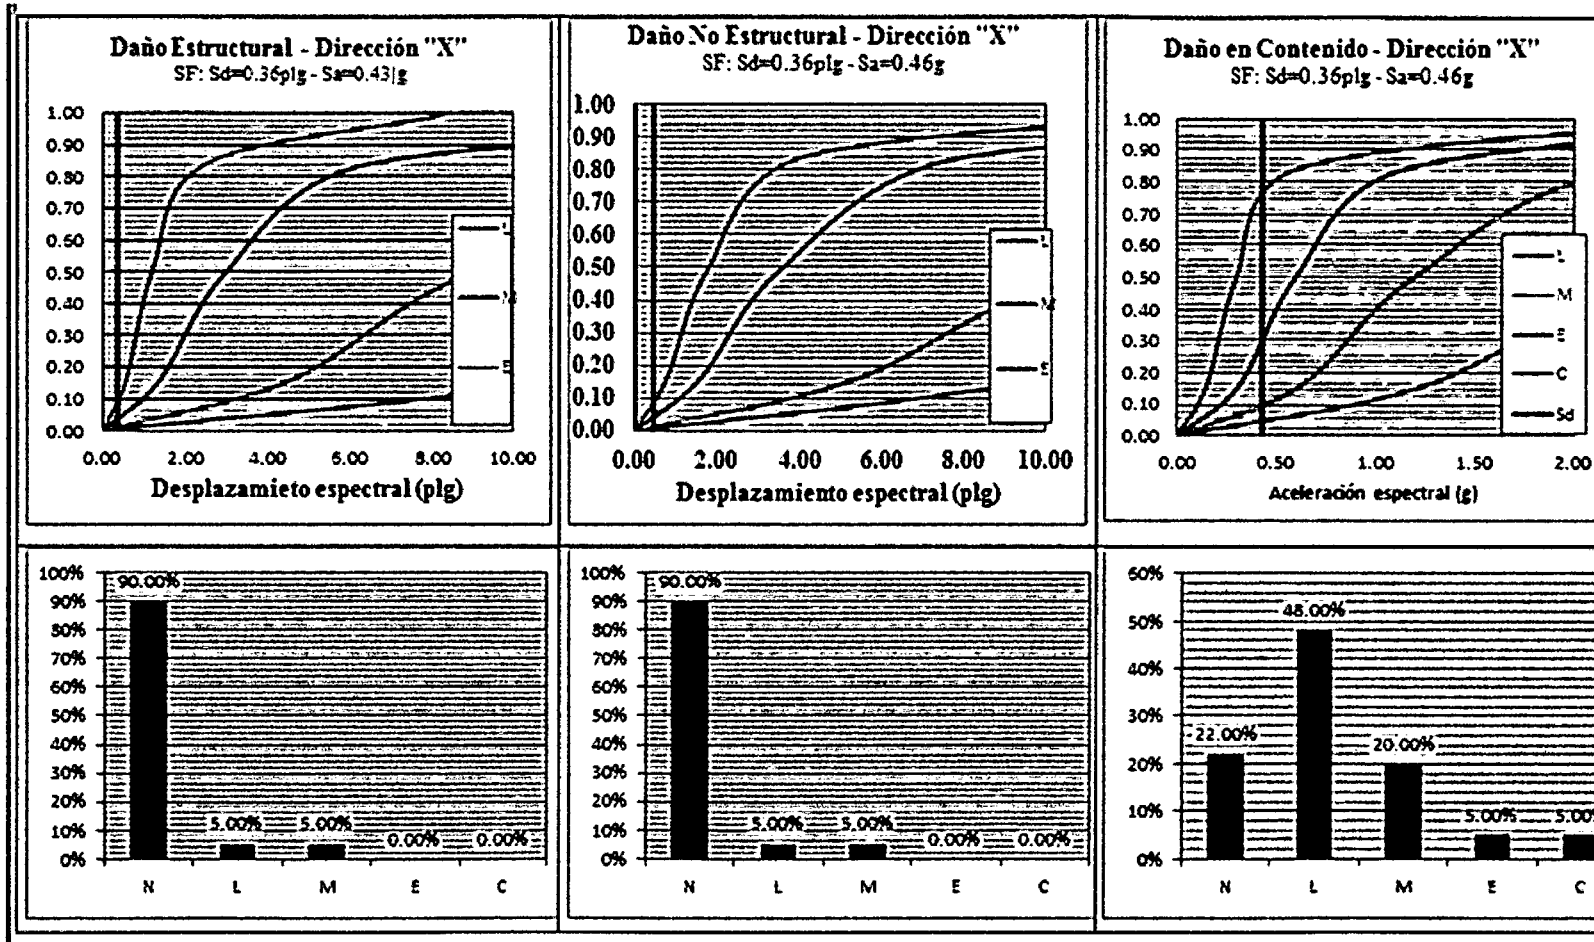 Daño Estructural - Dirección "X"
SF: Sd=0.36plg - Sa=0.43|g
1.00
0.90
0.80
0.70
0.60
0.50
0.40
0.30
0.20
0.10
0.00
0.00 2.00 4.00 6.00 8.00 10.00
Desplazamieto espectral (plg)
L
M
E
Daño No Estructural - Dirección "X"
SF: Sd=0.36plg - Sa=0.46g
1.00
0.90
0.80
0.70
0.60
0.50
0.40
0.30
0.20
0.10
0.00
0.00 2.00 4.00 6.00 8.00 10.00
Desplazamiento espectral (plg)
L
M
E
Daño en Contenido - Dirección "X"
SF: Sd=0.36plg - Sa=0.46g
1.00
0.90
0.80
0.70
0.60
0.50
0.40
0.30
0.20
0.10
0.00
0.00 0.50 1.00 1.50 2.00
Aceleración espectral (g)
L
M
E
C
Sd
100%
90%
80%
70%
60%
50%
40%
30%
20%
10%
0%
90.00%
5.00% 5.00% 0.00% 0.00%
N L M E C
100%
90%
80%
70%
60%
50%
40%
30%
20%
10%
0%
90.00%
5.00% 5.00% 0.00% 0.00%
N L M E C
60%
50%
40%
30%
20%
10%
0%
22.00% 48.00% 20.00% 5.00% 5.00
N L M E C